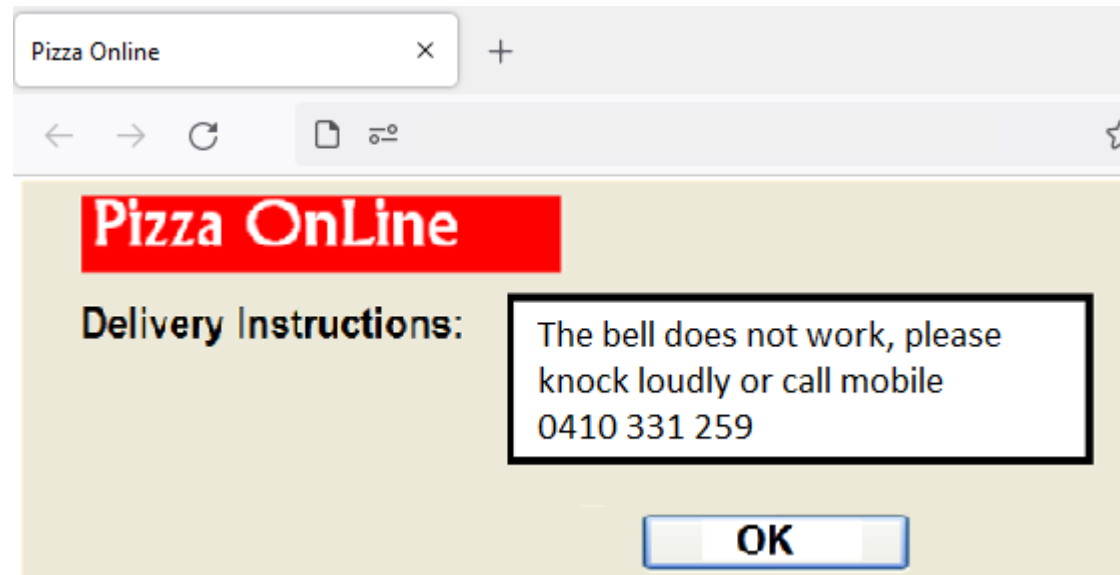 Pizza Online
Pizza OnLine
Delivery Instructions:
The bell does not work, please
knock loudly or call mobile
0410 331 259
OK